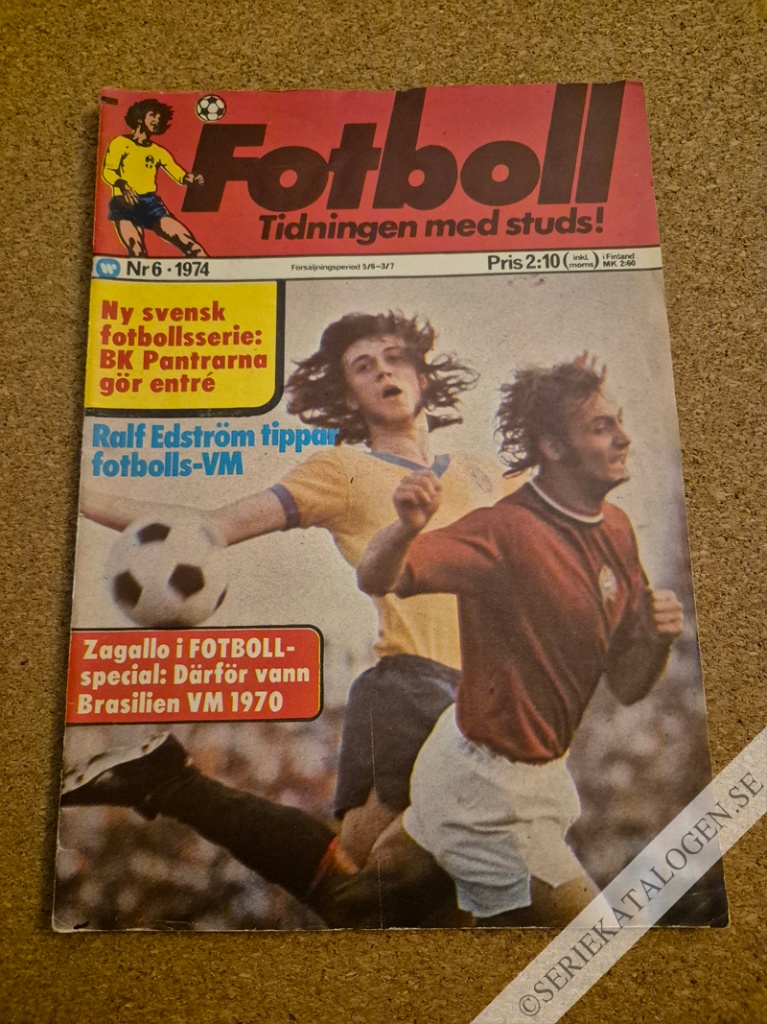 Fotboll
Tidningen med studs!
Nr 6 · 1974
Försäljningsperiod 5/6–3/7
Pris 2:10 (inkl. moms) i Finland MK 2:60
Ny svensk
fotbollsserie:
BK Pantrarna
gör entré
Ralf Edström tippar
fotbolls-VM
Zagallo i FOTBOLL-
special: Därför vann
Brasilien VM 1970
©SERIEKATALOGEN.SE